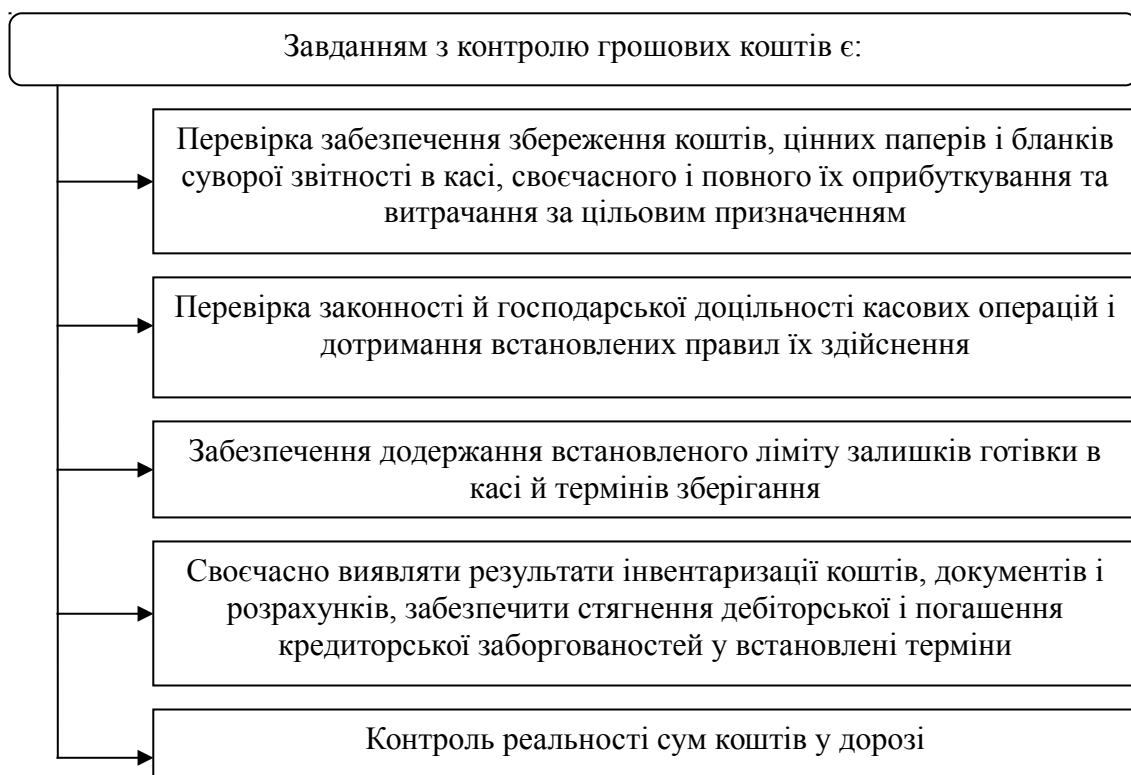 Завданням з контролю грошових коштів є:
Перевірка забезпечення збереження коштів, цінних паперів і бланків
суворої звітності в касі, своєчасного і повного їх оприбуткування та
витрачання за цільовим призначенням
Перевірка законності й господарської доцільності касових операцій і
дотримання встановлених правил їх здійснення
Забезпечення додержання встановленого ліміту залишків готівки в
касі й термінів зберігання
Своєчасно виявляти результати інвентаризації коштів, документів і
розрахунків, забезпечити стягнення дебіторської і погашення
кредиторської заборгованостей у встановлені терміни
Контроль реальності сум коштів у дорозі